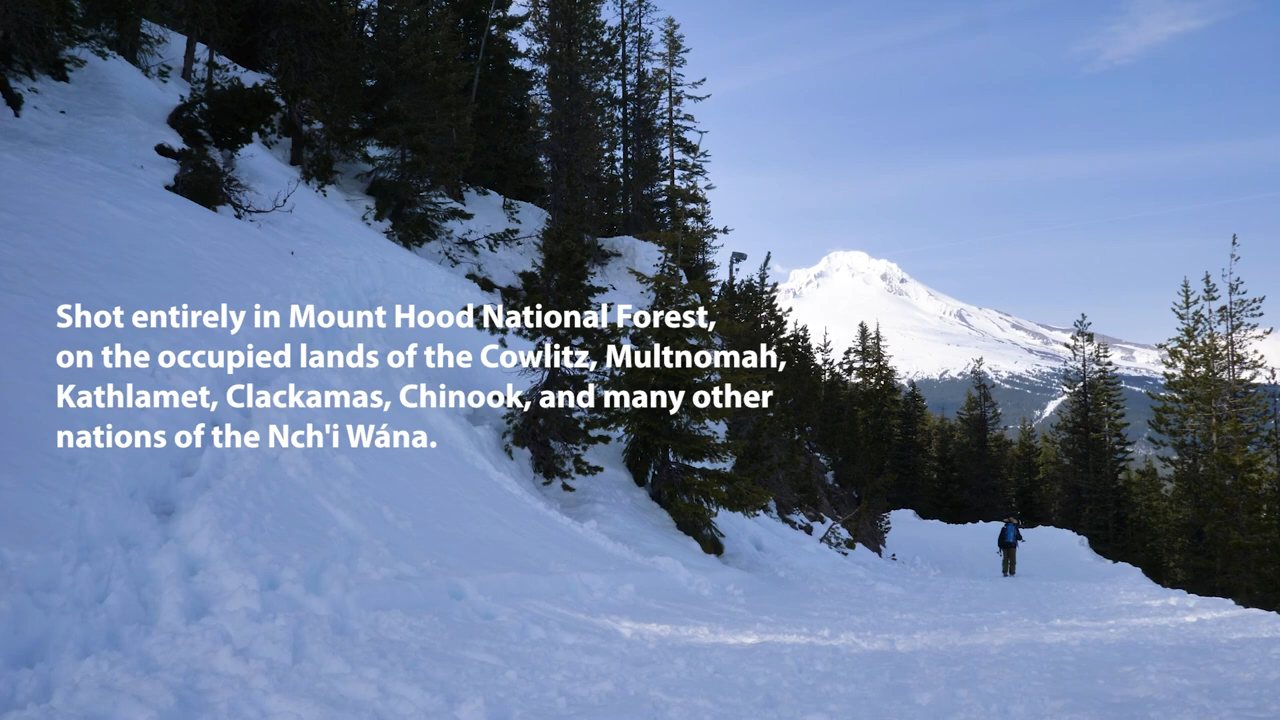 Shot entirely in Mount Hood National Forest,
on the occupied lands of the Cowlitz, Multnomah,
Kathlamet, Clackamas, Chinook, and many other
nations of the Nch'i Wána.